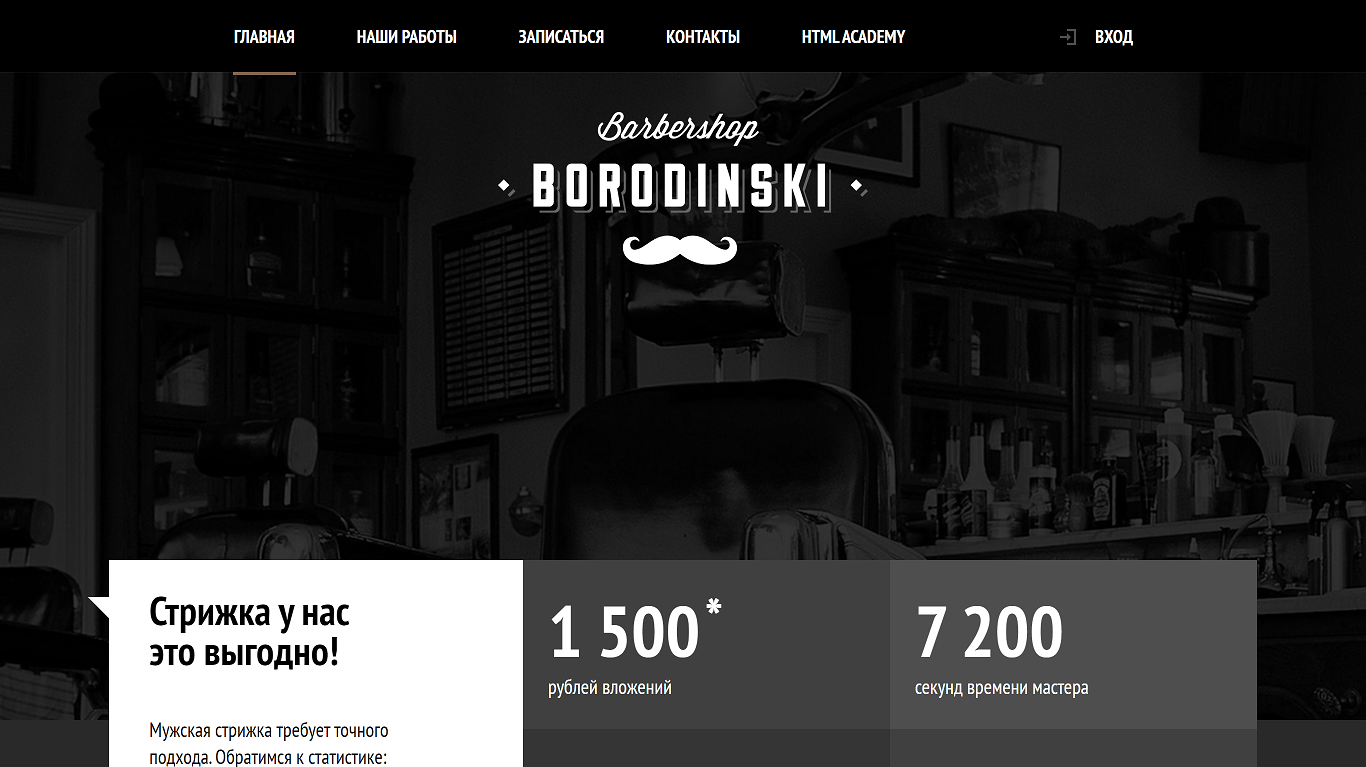 ГЛАВНАЯ НАШИ РАБОТЫ ЗАПИСАТЬСЯ КОНТАКТЫ HTML ACADEMY ВХОД
Barbershop
BORODINSKI
Стрижка у нас
это выгодно!
1 500*
рублей вложений
7 200
секунд времени мастера
Мужская стрижка требует точного
подхода. Обратимся к статистике: